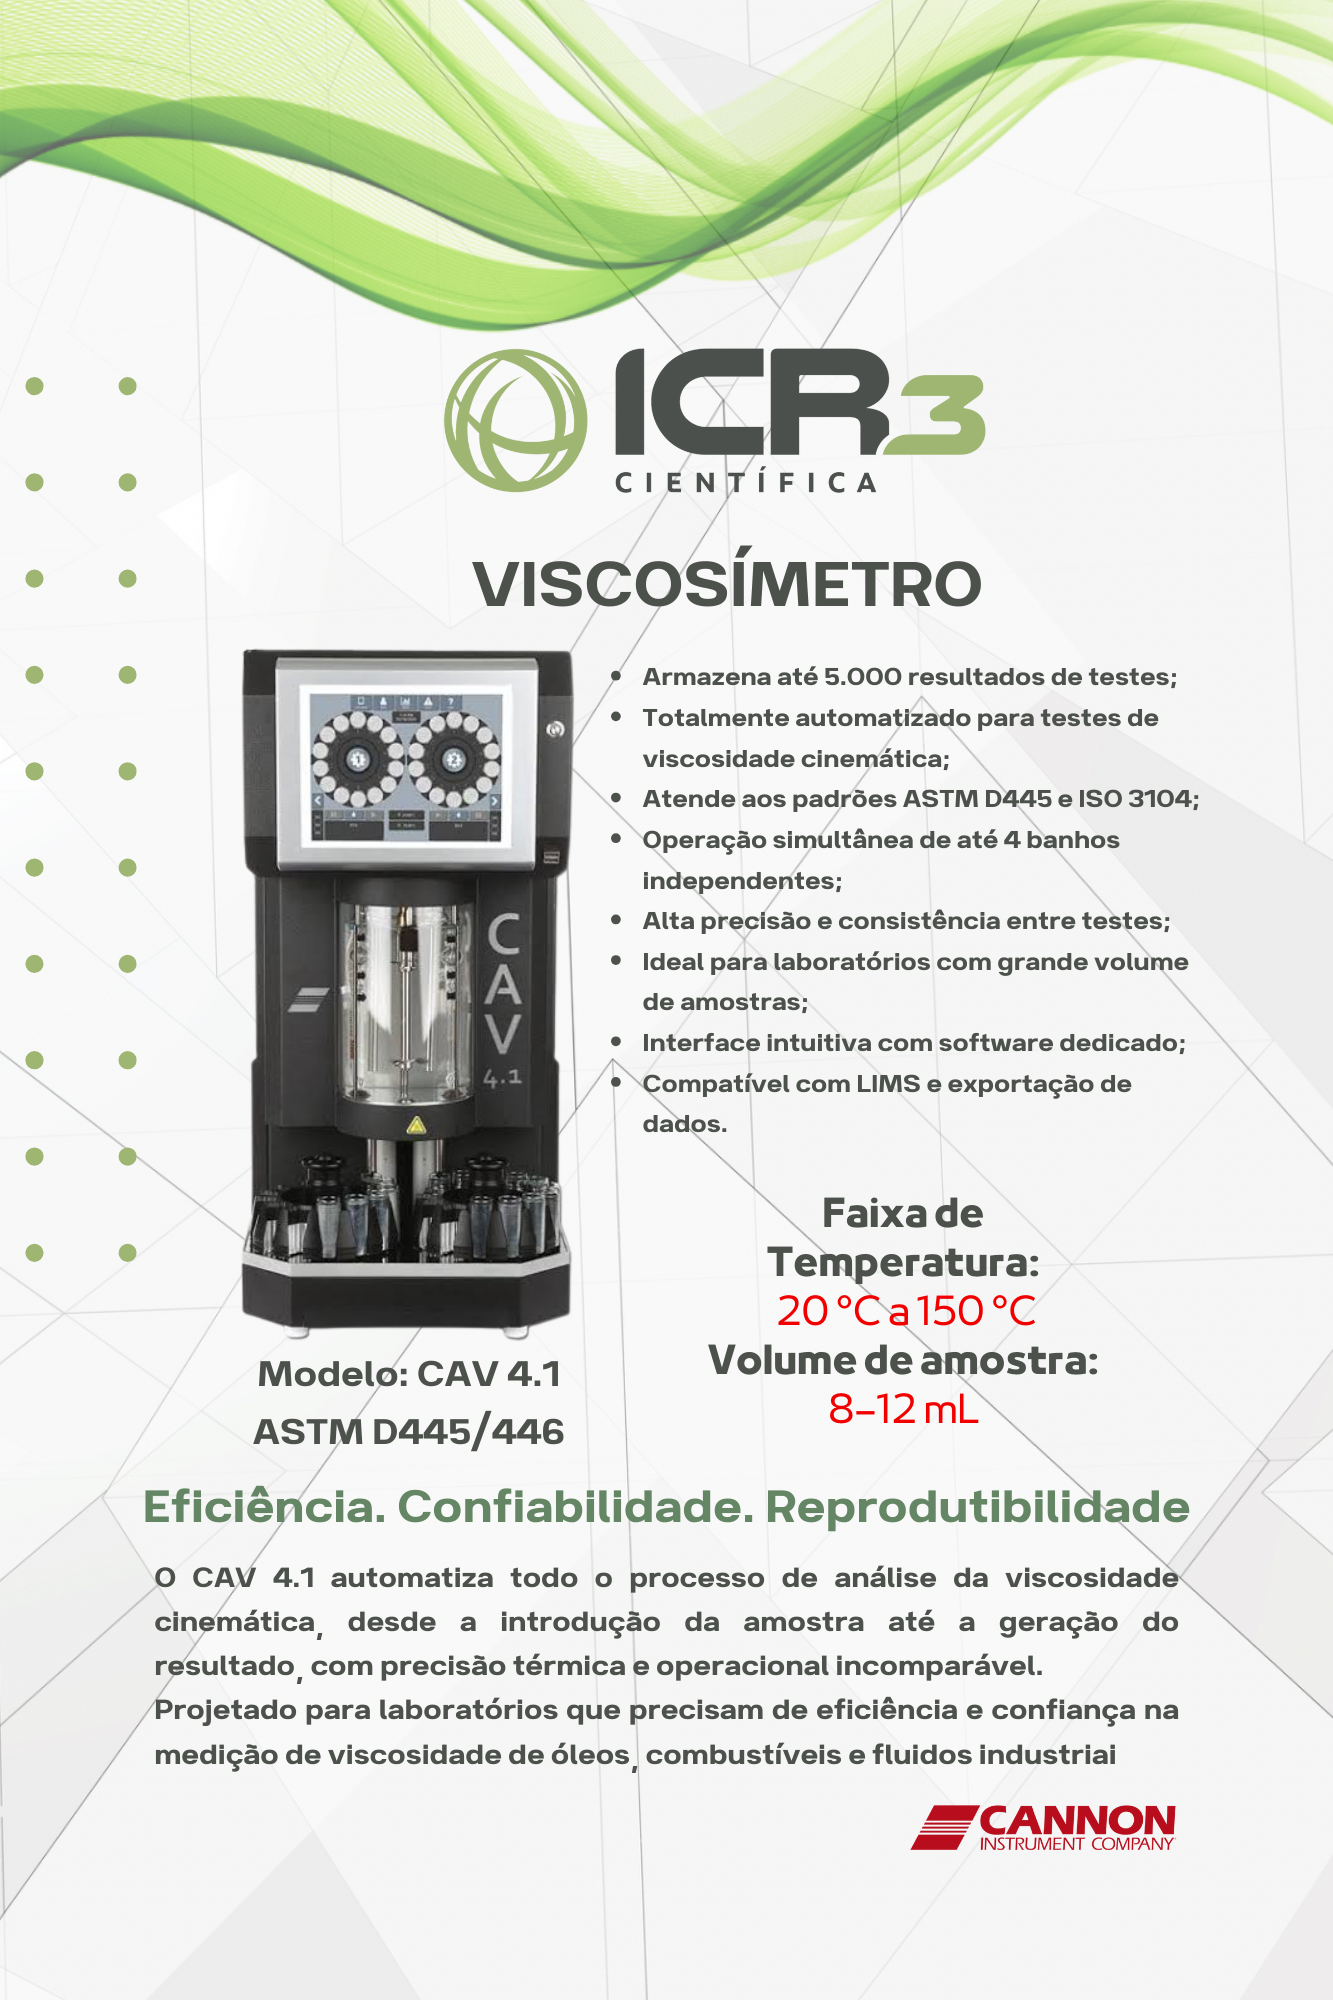 ICR3
CIENTÍFICA
VISCOSÍMETRO
• Armazena até 5.000 resultados de testes;
• Totalmente automatizado para testes de
viscosidade cinemática;
• Atende aos padrões ASTM D445 e ISO 3104;
• Operação simultânea de até 4 banhos
independentes;
• Alta precisão e consistência entre testes;
• Ideal para laboratórios com grande volume
de amostras;
• Interface intuitiva com software dedicado;
• Compatível com LIMS e exportação de
dados.
1
2
CAV
4.1
Faixa de
Temperatura:
20 °C a 150 °C
Volume de amostra:
8–12 mL
Modelo: CAV 4.1
ASTM D445/446
Eficiência. Confiabilidade. Reprodutibilidade
O CAV 4.1 automatiza todo o processo de análise da viscosidade
cinemática, desde a introdução da amostra até a geração do
resultado, com precisão térmica e operacional incomparável.
Projetado para laboratórios que precisam de eficiência e confiança na
medição de viscosidade de óleos, combustíveis e fluidos industriai
CANNON
INSTRUMENT COMPANY